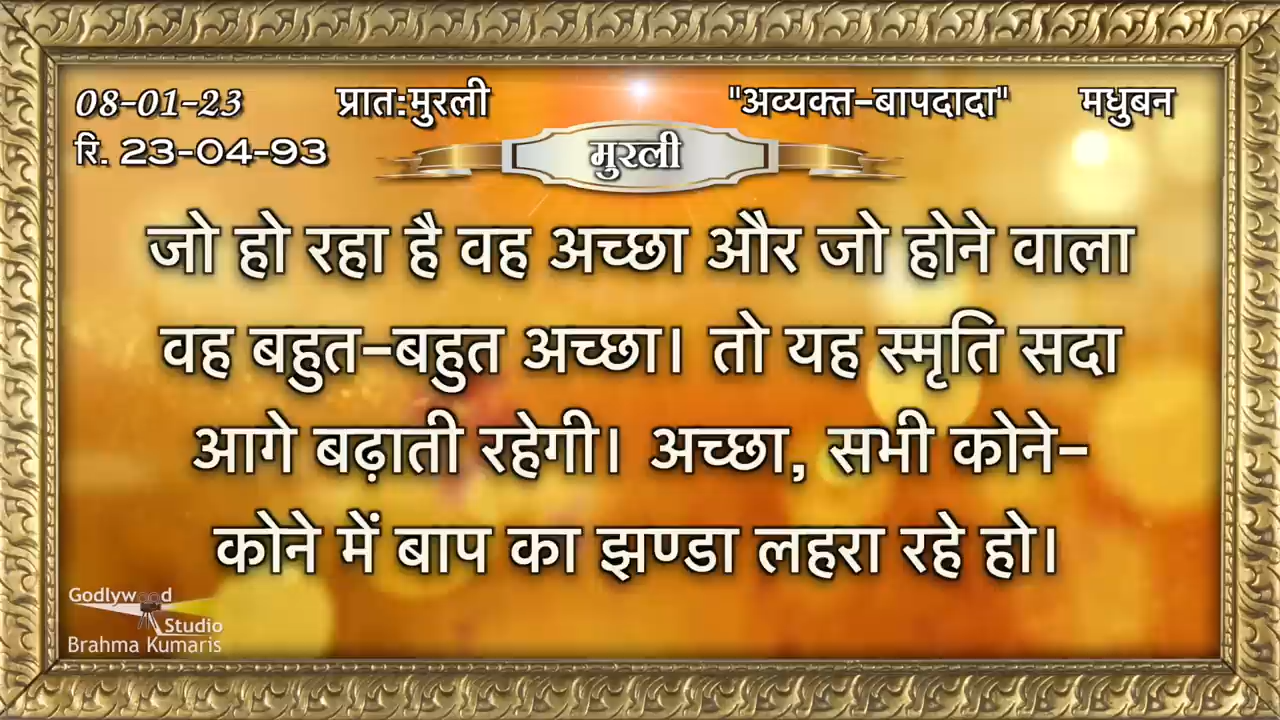 08-01-23 प्रात:मुरली "अव्यक्त-बापदादा" मधुबन
रि. 23-04-93
मुरली
जो हो रहा है वह अच्छा और जो होने वाला
वह बहुत-बहुत अच्छा। तो यह स्मृति सदा
आगे बढ़ाती रहेगी। अच्छा, सभी कोने-
कोने में बाप का झण्डा लहरा रहे हो।
Godlywood
Studio
Brahma Kumaris